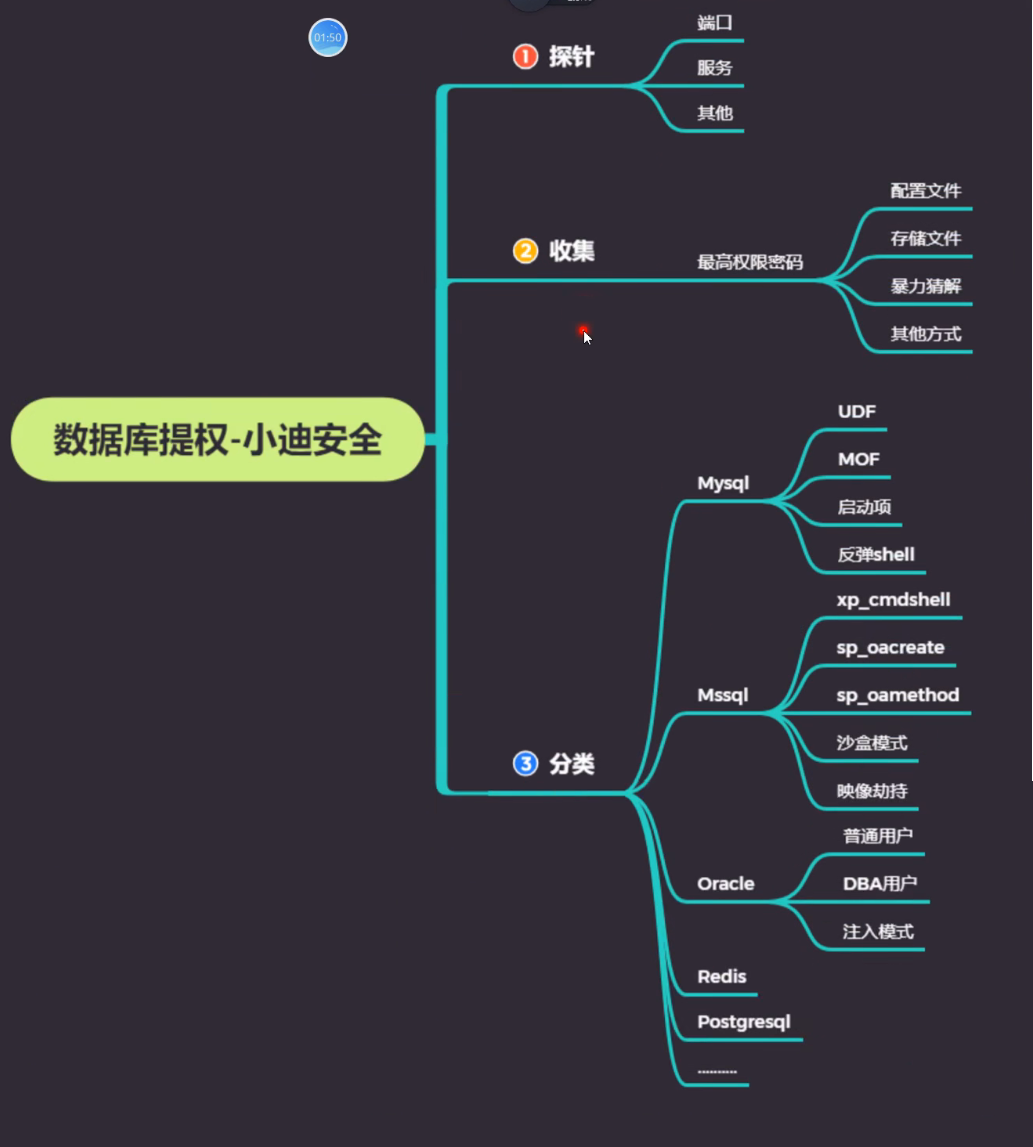 01:50
数据库提权-小迪安全
1 探针
端口
服务
其他
2 收集
最高权限密码
配置文件
存储文件
暴力猜解
其他方式
3 分类
Mysql
UDF
MOF
启动项
反弹shell
Mssql
xp_cmdshell
sp_oacreate
sp_oamethod
沙盒模式
映像劫持
Oracle
普通用户
DBA用户
注入模式
Redis
Postgresql
..........